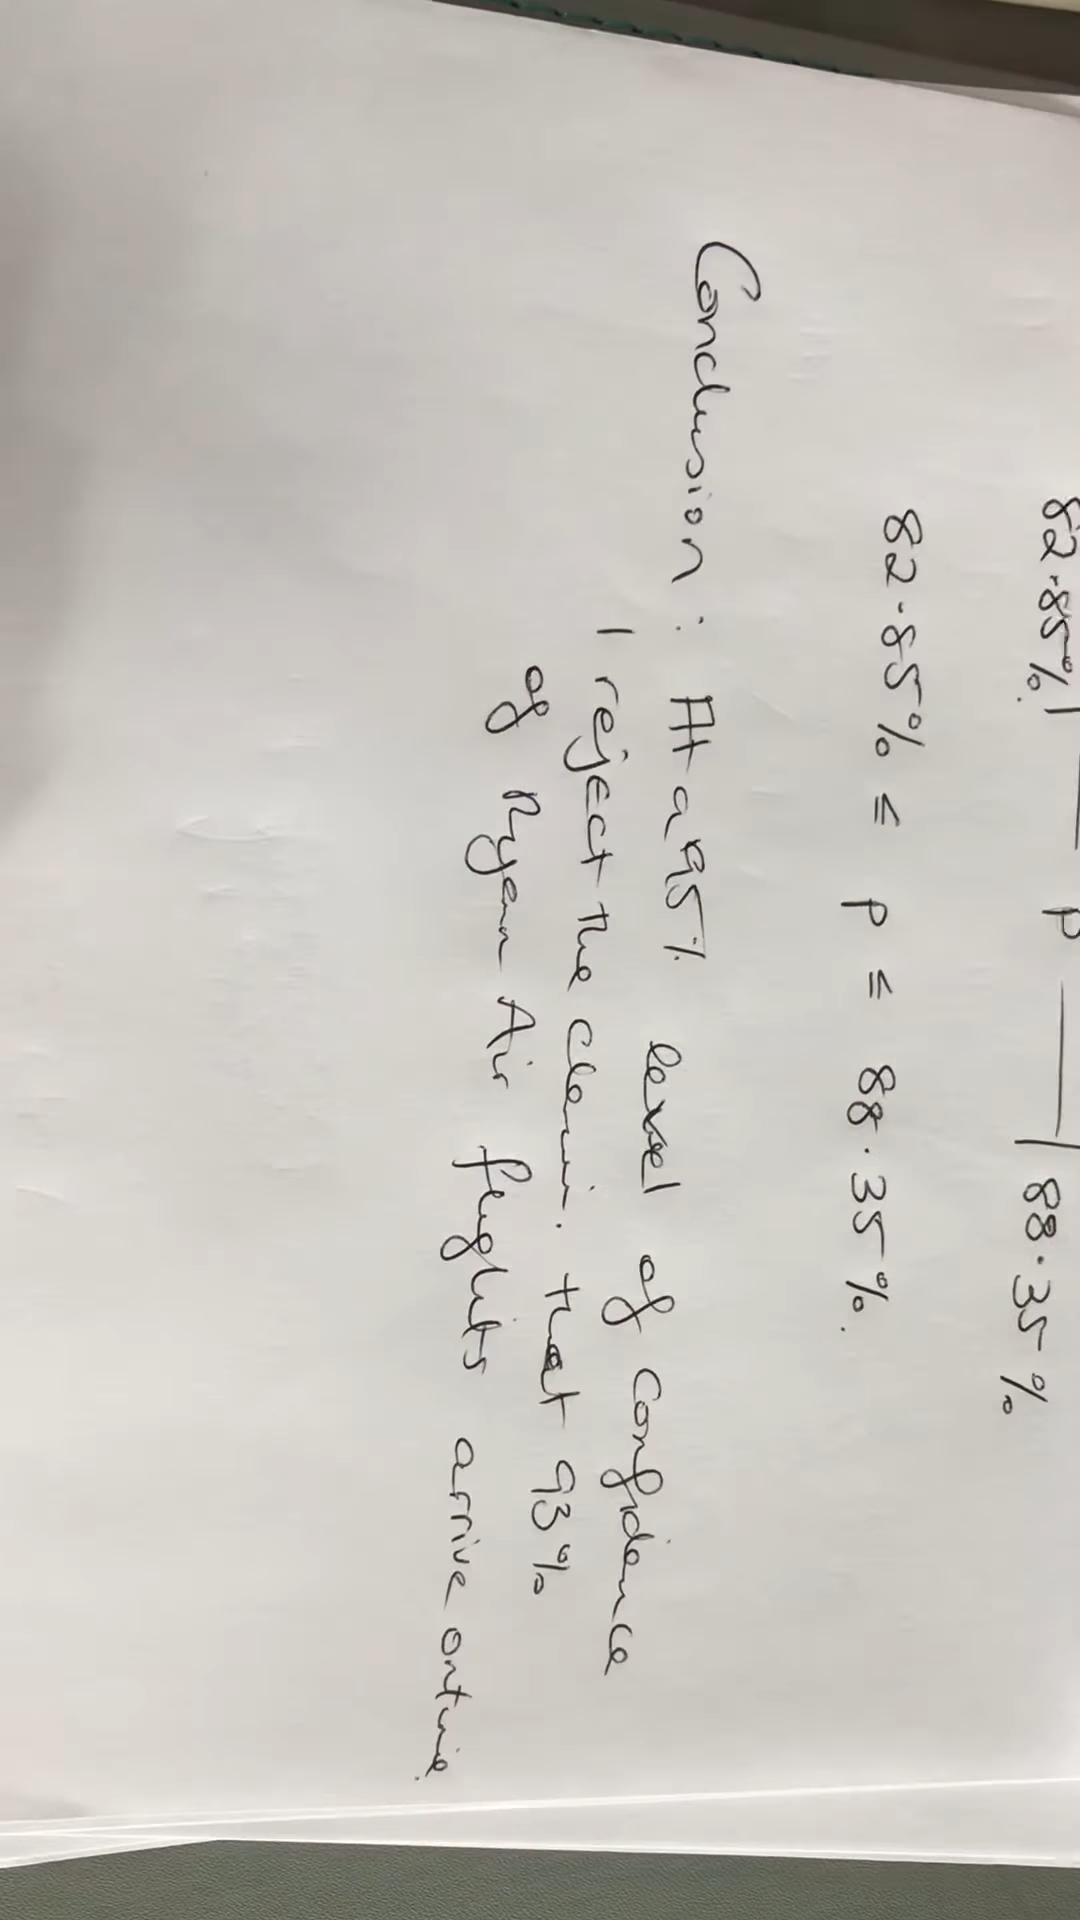 82.85% | — P — | 88.35%
82.85% ≤ P ≤ 88.35%.
Conclusion : At a 95% level of confidence
I reject the claim. that 93%
of Ryan Air flights arrive ontime.